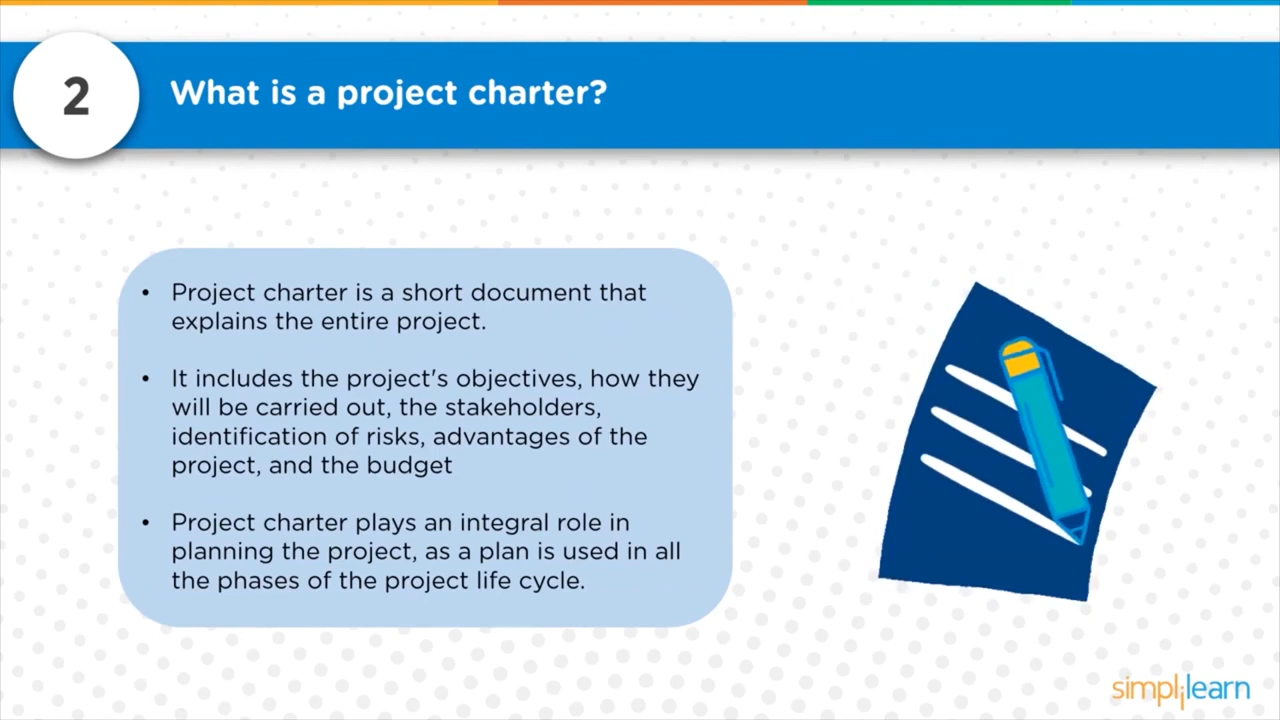 2
What is a project charter?
• Project charter is a short document that
explains the entire project.
• It includes the project's objectives, how they
will be carried out, the stakeholders,
identification of risks, advantages of the
project, and the budget
• Project charter plays an integral role in
planning the project, as a plan is used in all
the phases of the project life cycle.
simplilearn